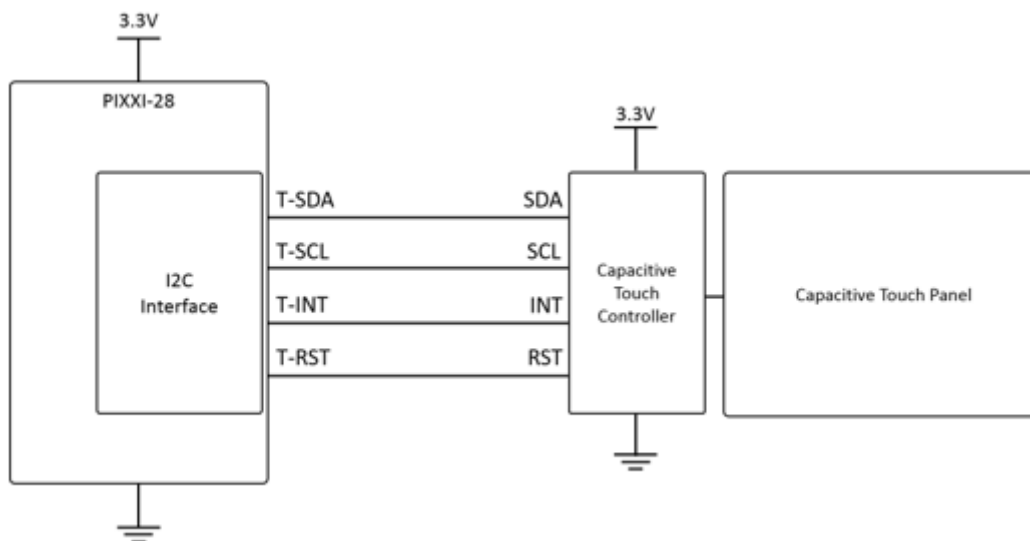 3.3V
PIXXI-28
3.3V
T-SDA
SDA
T-SCL
SCL
I2C
Interface
Capacitive
Touch
Controller
Capacitive Touch Panel
T-INT
INT
T-RST
RST